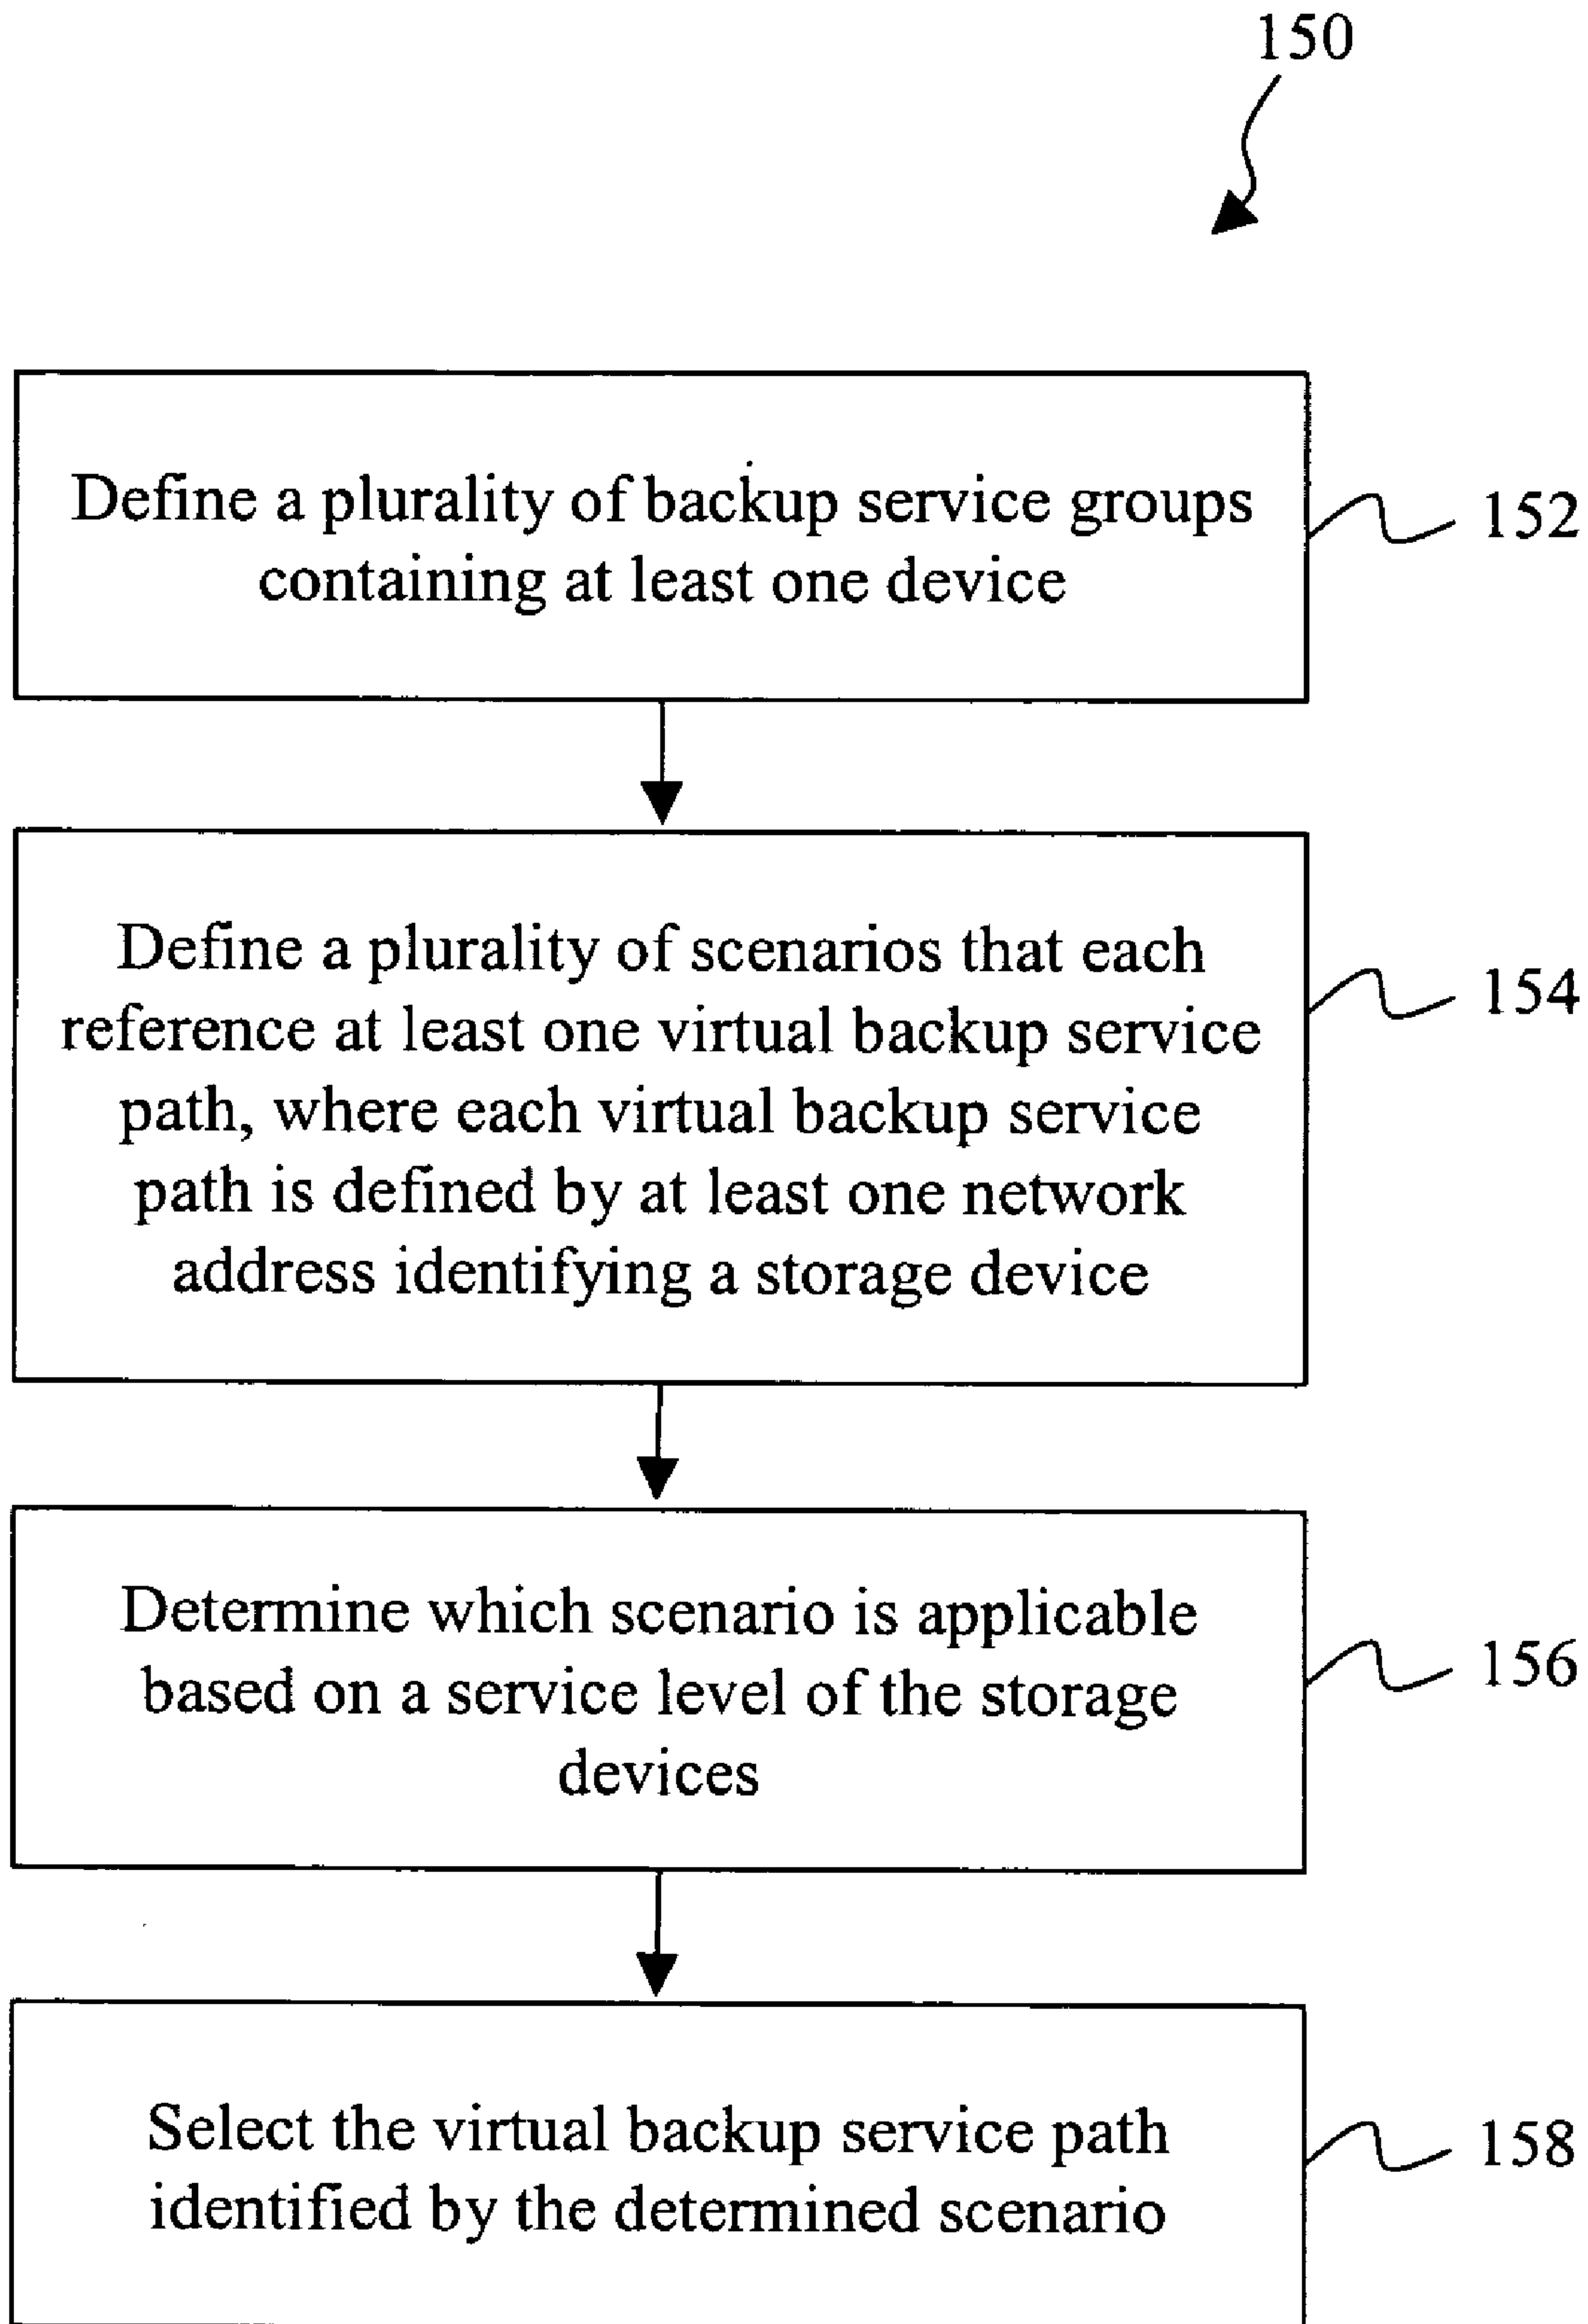 150
Define a plurality of backup service groups
containing at least one device
152
Define a plurality of scenarios that each
reference at least one virtual backup service
path, where each virtual backup service
path is defined by at least one network
address identifying a storage device
154
Determine which scenario is applicable
based on a service level of the storage
devices
156
Select the virtual backup service path
identified by the determined scenario
158